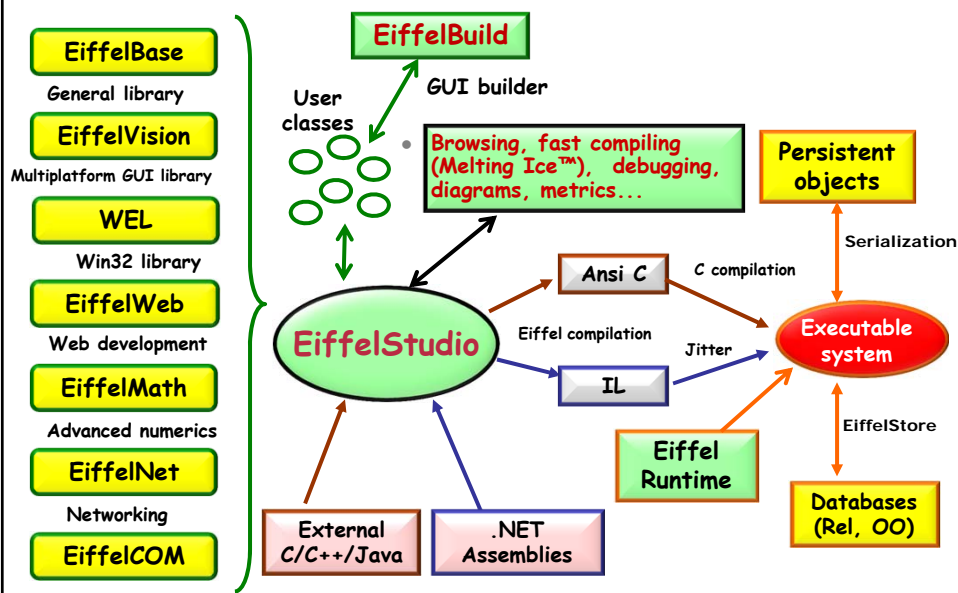 EiffelBase
General library
EiffelVision
Multiplatform GUI library
WEL
Win32 library
EiffelWeb
Web development
EiffelMath
Advanced numerics
EiffelNet
Networking
EiffelCOM
EiffelBuild
GUI builder
User
classes
Browsing, fast compiling
(Melting Ice™), debugging,
diagrams, metrics...
Persistent
objects
Serialization
Ansi C
C compilation
EiffelStudio
Eiffel compilation
Executable
system
Jitter
IL
EiffelStore
Eiffel
Runtime
Databases
(Rel, OO)
External
C/C++/Java
.NET
Assemblies